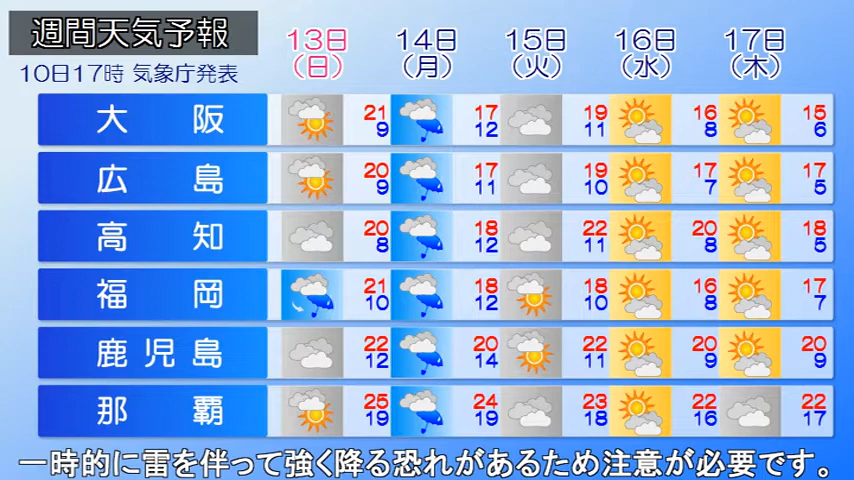 週間天気予報
10日17時 気象庁発表
13日 14日 15日 16日 17日
(日) (月) (火) (水) (木)
大阪 21 9 17 12 19 11 16 8 15 6
広島 20 9 17 11 19 10 17 7 17 5
高知 20 8 18 12 22 11 20 8 18 5
福岡 21 10 18 12 18 10 16 8 17 7
鹿児島 22 12 20 14 22 11 20 9 20 9
那覇 25 19 24 19 23 18 22 16 22 17
一時的に雷を伴って強く降る恐れがあるため注意が必要です。